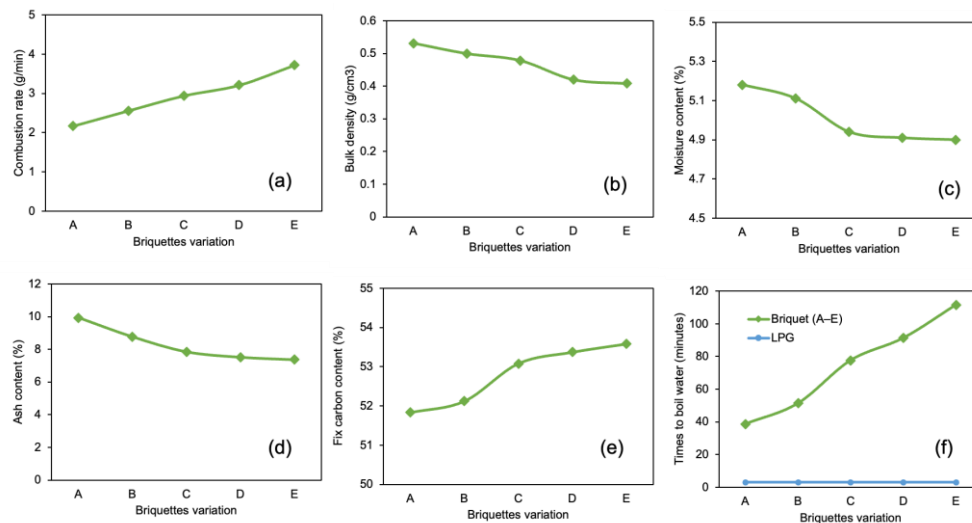 Combustion rate (g/min)
5
4
3
2
1
0
(a)
A B C D E
Briquettes variation
Bulk density (g/cm3)
0.6
0.5
0.4
0.3
0.2
0.1
0
(b)
A B C D E
Briquettes variation
Moisture content (%)
5.5
5.3
5.1
4.9
4.7
4.5
(c)
A B C D E
Briquettes variation
Ash content (%)
12
10
8
6
4
2
0
(d)
A B C D E
Briquettes variation
Fix carbon content (%)
55
54
53
52
51
50
(e)
A B C D E
Briquettes variation
Times to boil water (minutes)
120
100
80
60
40
20
0
Briquet (A–E)
LPG
(f)
A B C D E
Briquettes variation